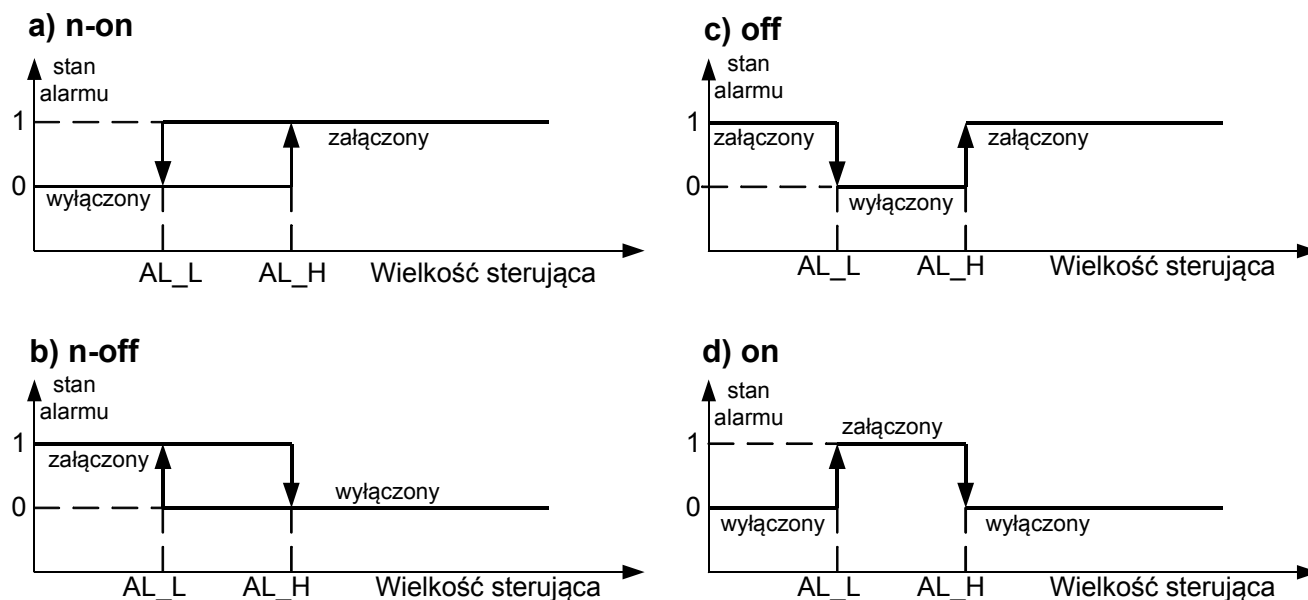 a) n-on
stan
alarmu
1
załączony
0
wyłączony
AL_L
AL_H
Wielkość sterująca
c) off
stan
alarmu
1
załączony
załączony
0
wyłączony
AL_L
AL_H
Wielkość sterująca
b) n-off
stan
alarmu
1
załączony
wyłączony
0
AL_L
AL_H
Wielkość sterująca
d) on
stan
alarmu
załączony
1
0
wyłączony
wyłączony
AL_L
AL_H
Wielkość sterująca